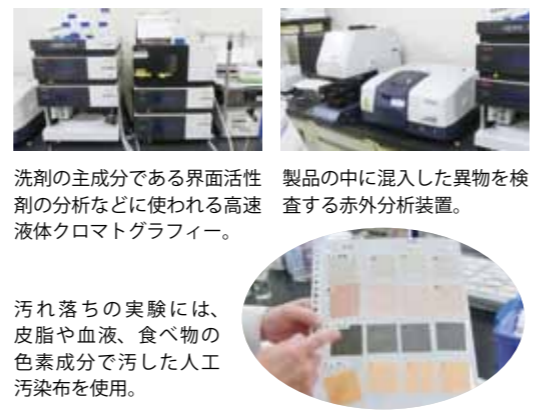 洗剤の主成分である界面活性
剤の分析などに使われる高速
液体クロマトグラフィー。
製品の中に混入した異物を検
査する赤外分析装置。
汚れ落ちの実験には、
皮脂や血液、食べ物の
色素成分で汚した人工
汚染布を使用。